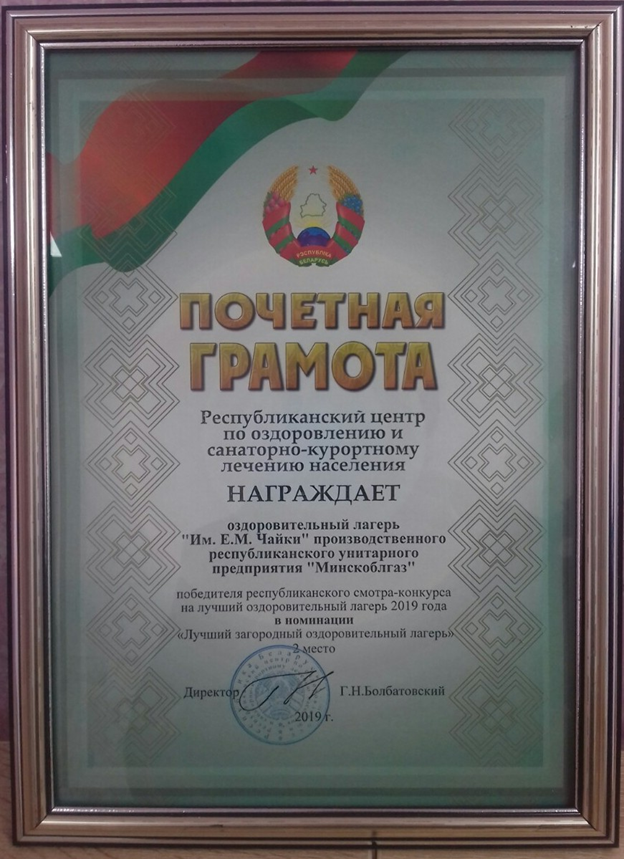 РЭСПУБЛІКА
БЕЛАРУСЬ
ПОЧЕТНАЯ
ГРАМОТА
Республиканский центр
по оздоровлению и
санаторно-курортному
лечению населения
НАГРАЖДАЕТ
оздоровительный лагерь
"Им. Е.М. Чайки" производственного
республиканского унитарного
предприятия "Минскоблгаз"
победителя республиканского смотра-конкурса
на лучший оздоровительный лагерь 2019 года
в номинации
«Лучший загородный оздоровительный лагерь»
2 место
Директор Г.Н.Болбатовский
2019 г.